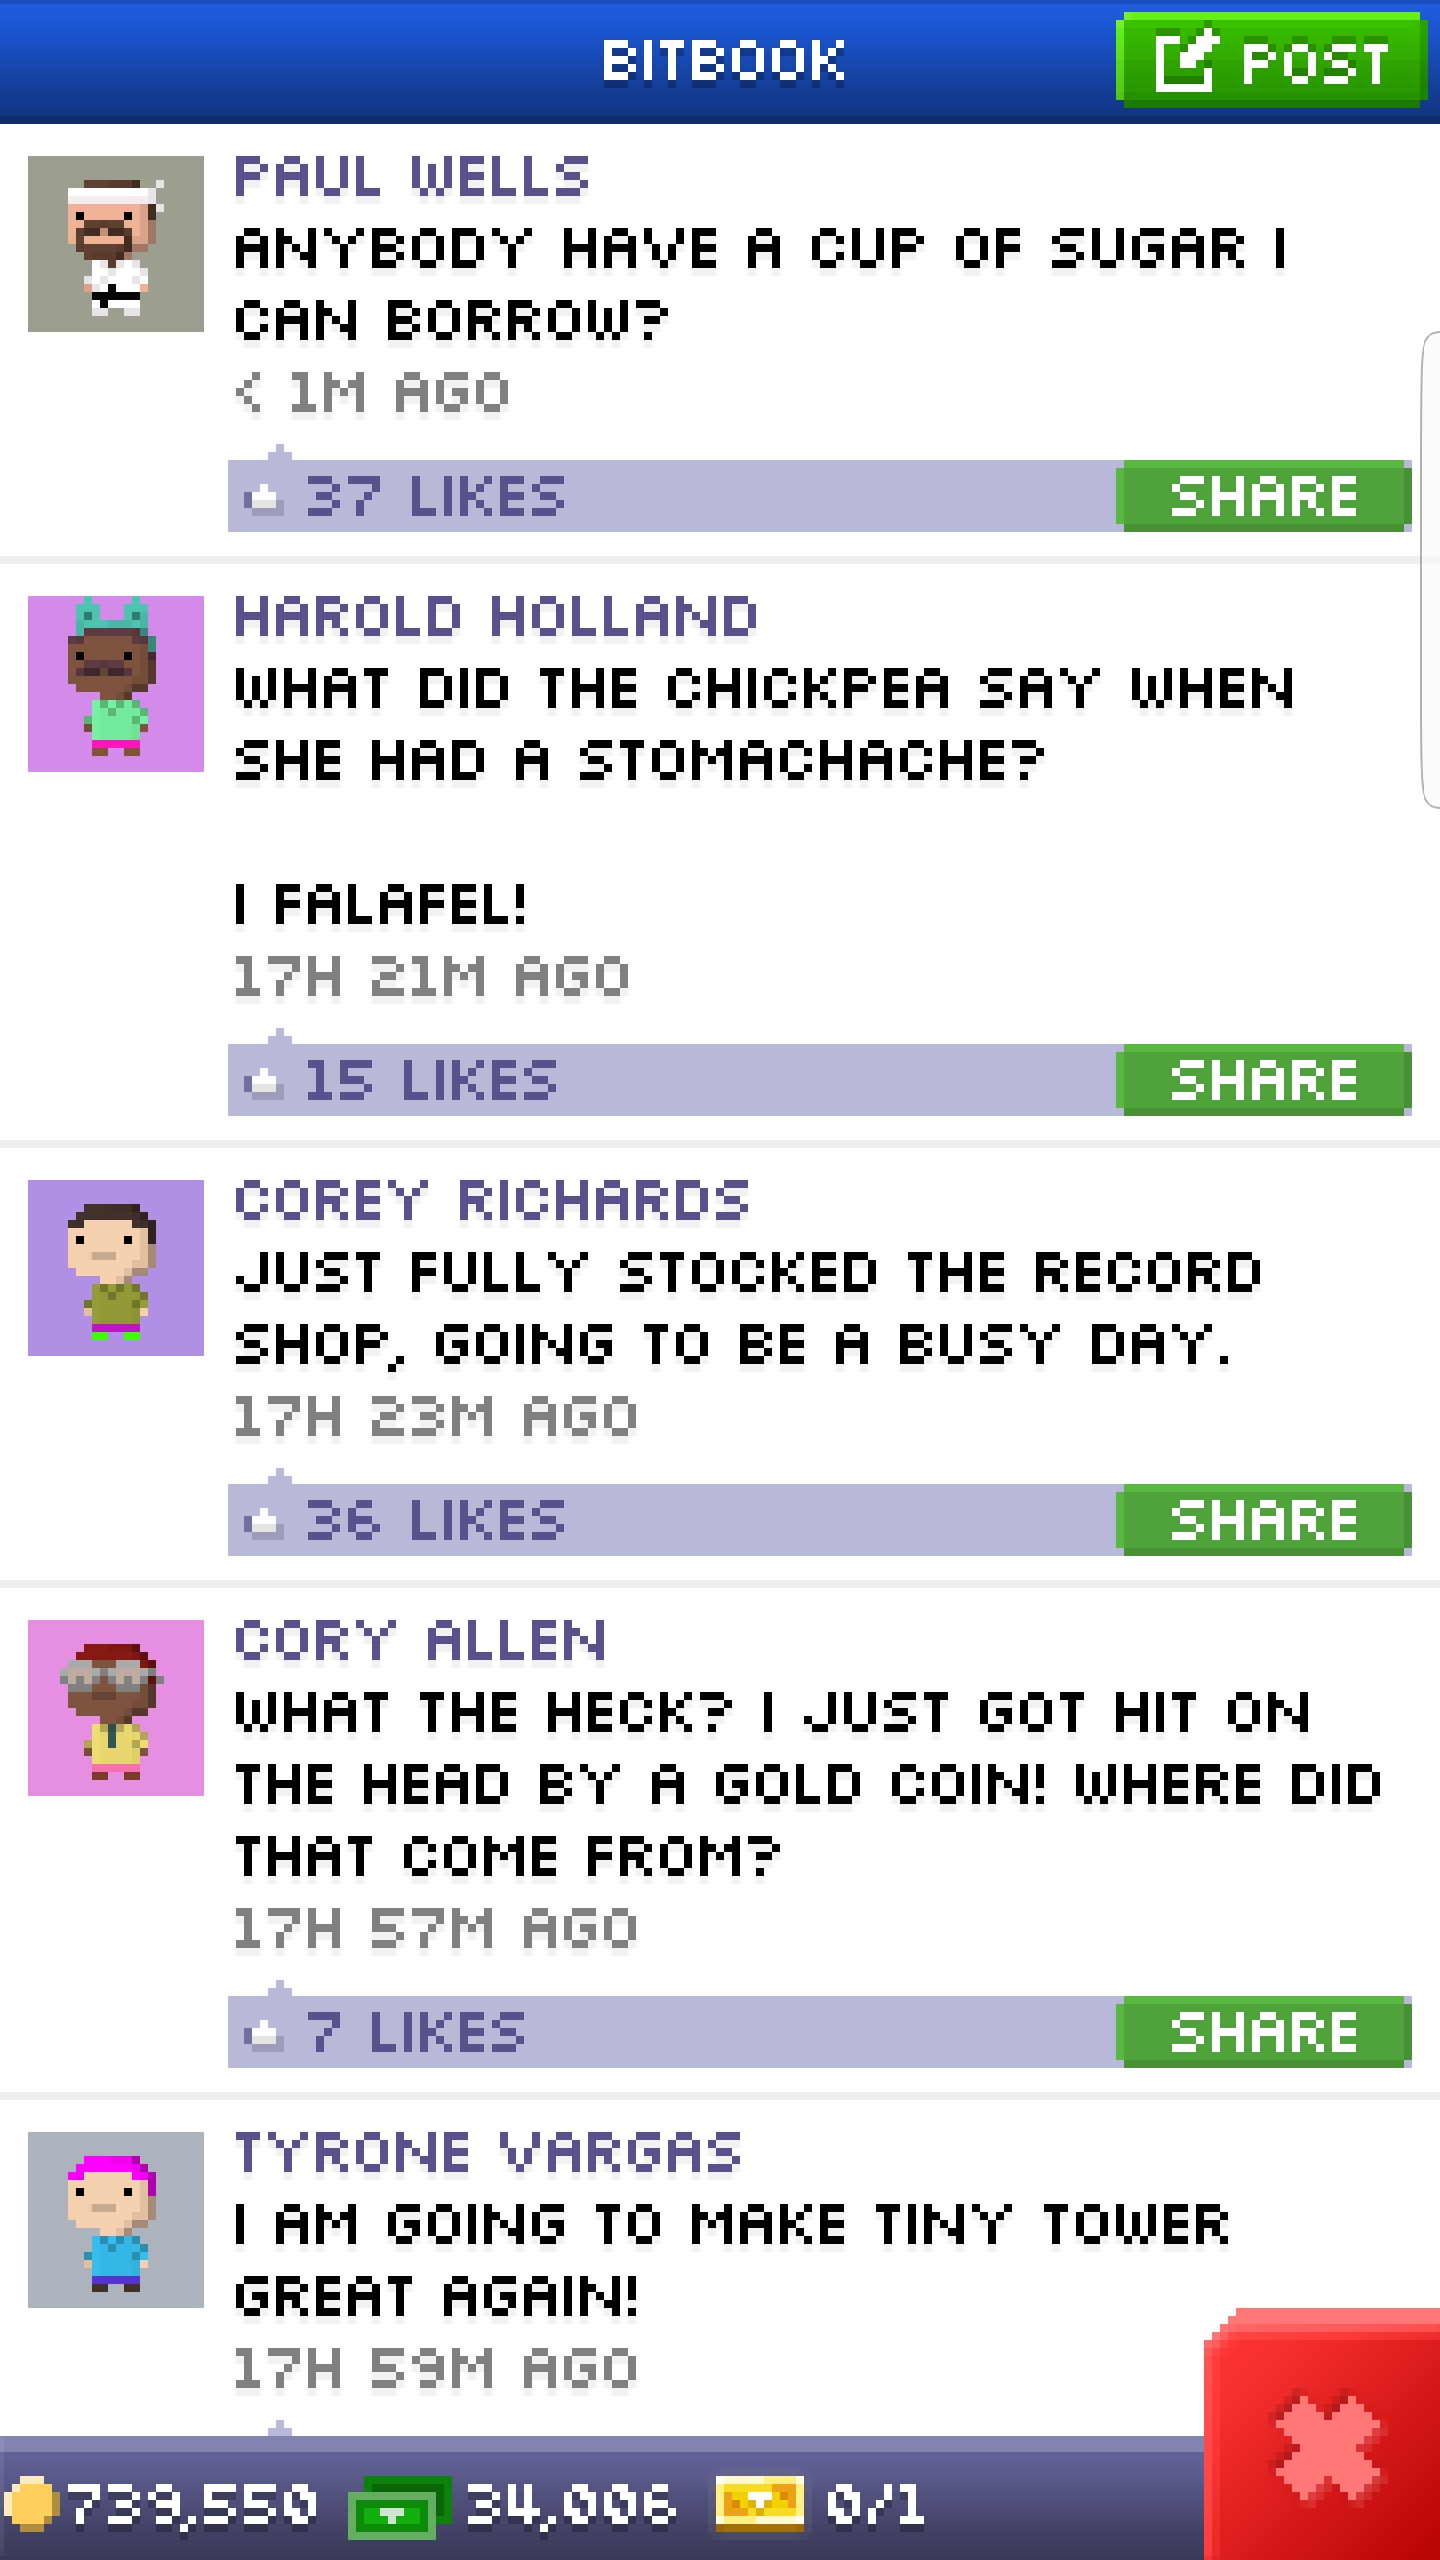 BITBOOK
POST
PAUL WELLS
ANYBODY HAVE A CUP OF SUGAR I
CAN BORROW?
< 1M AGO
37 LIKES
SHARE
HAROLD HOLLAND
WHAT DID THE CHICKPEA SAY WHEN
SHE HAD A STOMACHACHE?
I FALAFEL!
17H 21M AGO
15 LIKES
SHARE
COREY RICHARDS
JUST FULLY STOCKED THE RECORD
SHOP, GOING TO BE A BUSY DAY.
17H 23M AGO
36 LIKES
SHARE
CORY ALLEN
WHAT THE HECK? I JUST GOT HIT ON
THE HEAD BY A GOLD COIN! WHERE DID
THAT COME FROM?
17H 57M AGO
7 LIKES
SHARE
TYRONE VARGAS
I AM GOING TO MAKE TINY TOWER
GREAT AGAIN!
17H 59M AGO
739,550 34,006 0/1